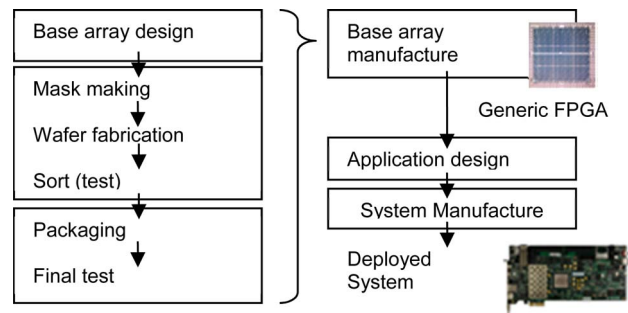 Base array design
Mask making
Wafer fabrication
Sort (test)
Packaging
Final test
Base array
manufacture
Generic FPGA
Application design
System Manufacture
Deployed
System